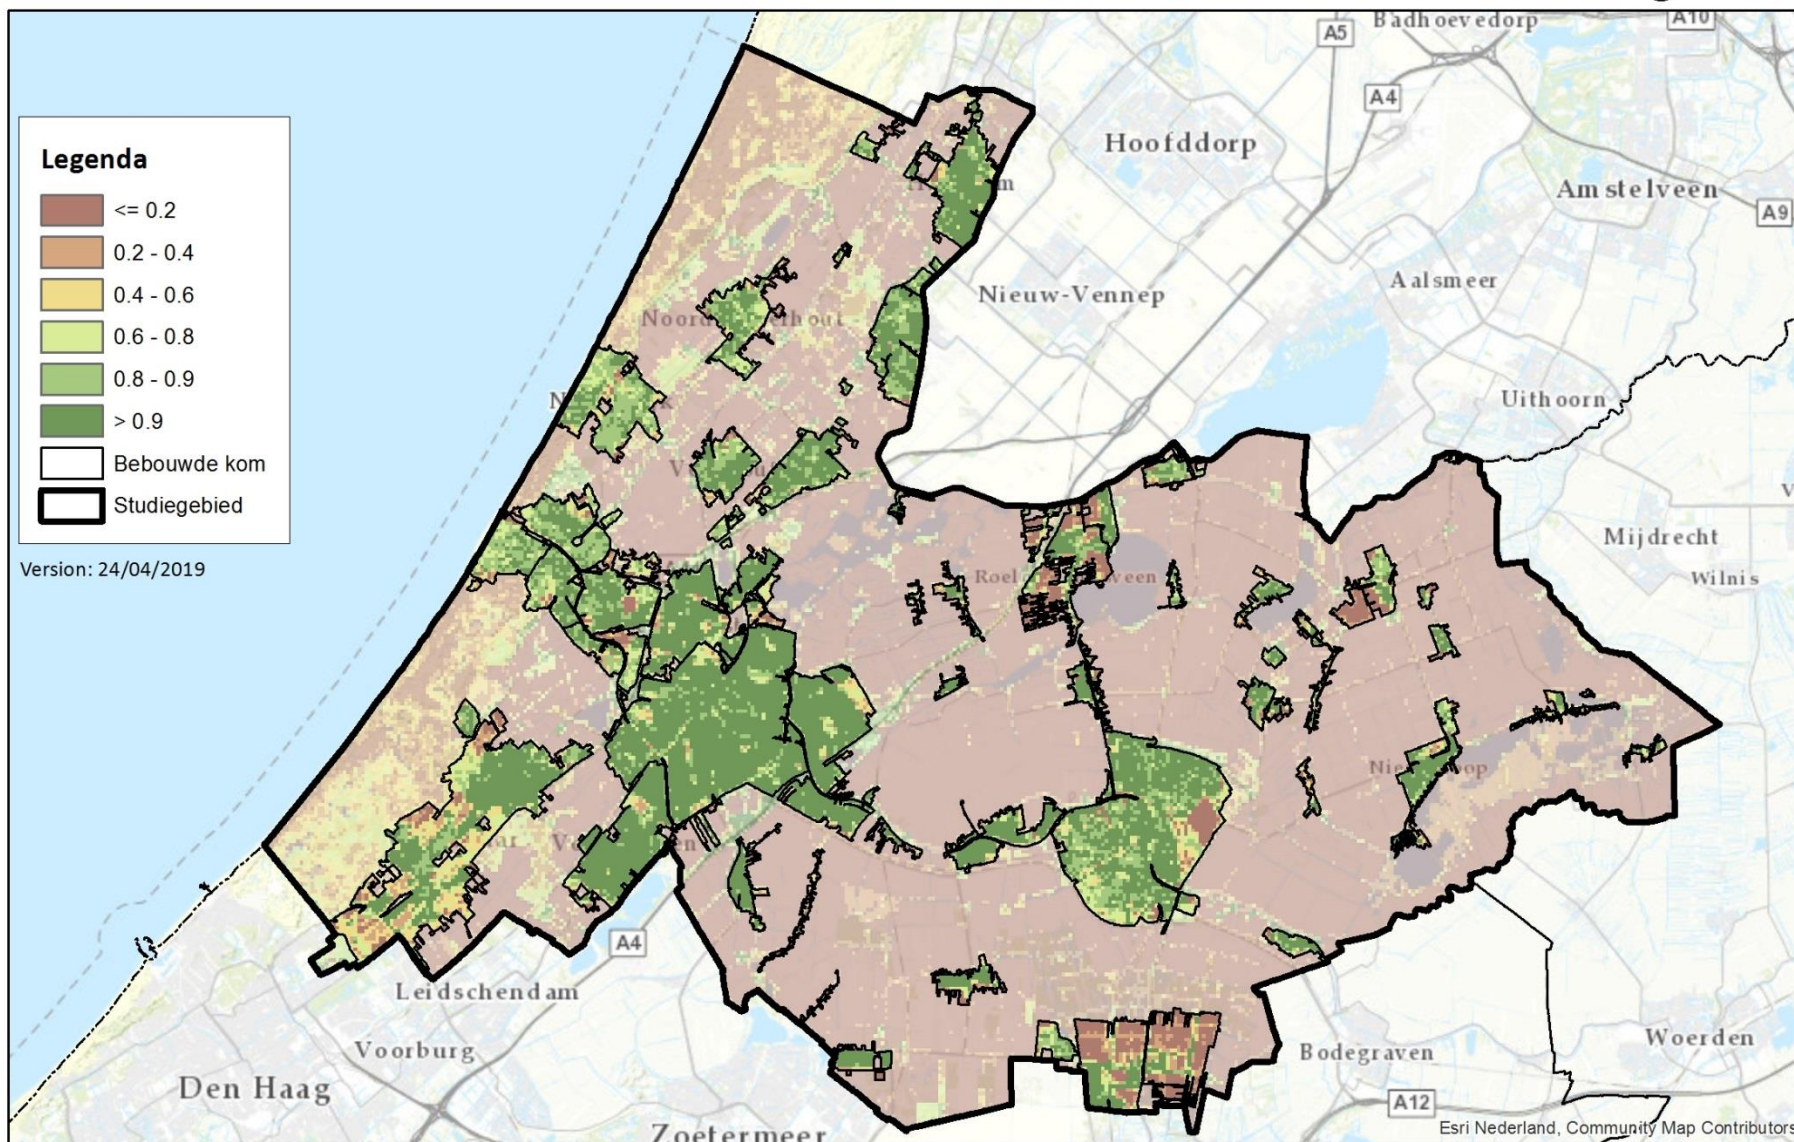 Badhoevedorp
A10
A5
A4
Hoofddorp
Amstelveen
A9
Legenda
<= 0.2
0.2 - 0.4
0.4 - 0.6
0.6 - 0.8
0.8 - 0.9
> 0.9
Bebouwde kom
Studiegebied
Version: 24/04/2019
Aalsmeer
Nieuw-Vennep
Uithoorn
Mijdrecht
Wilnis
A4
Leidschendam
Voorburg
Den Haag
Zoetermeer
Bodegraven
Woerden
A12
Esri Nederland, Community Map Contributors